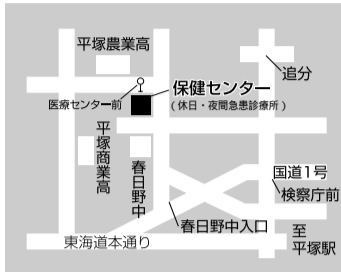 平塚農業高
追分
保健センター
(休日・夜間急患診療所)
医療センター前
平塚商業高
春日野中
国道1号
検察庁前
春日野中入口
至平塚駅
東海道本通り